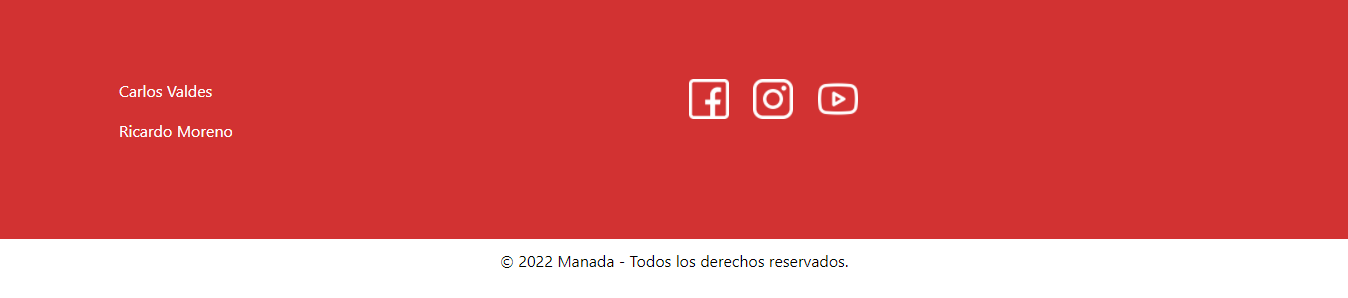 Carlos Valdes
Ricardo Moreno
© 2022 Manada - Todos los derechos reservados.